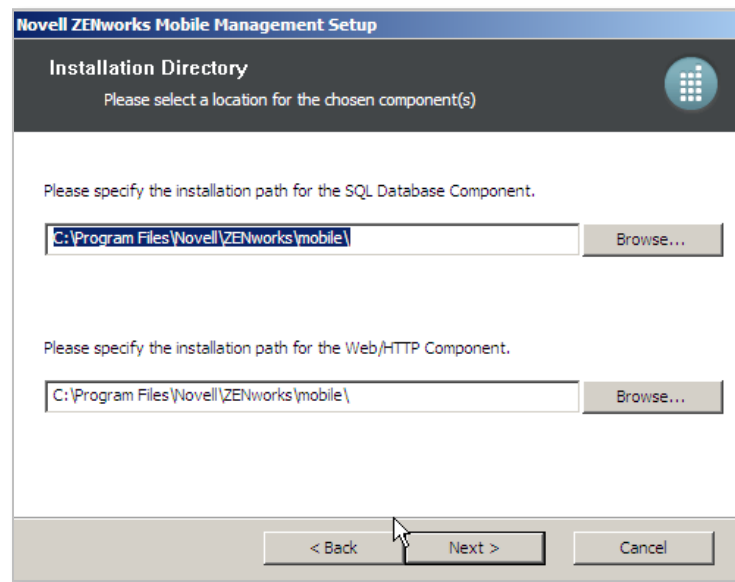 Novell ZENworks Mobile Management Setup
Installation Directory
Please select a location for the chosen component(s)
Please specify the installation path for the SQL Database Component.
C:\Program Files\Novell\ZENworks\mobile\
Browse...
Please specify the installation path for the Web/HTTP Component.
C:\Program Files\Novell\ZENworks\mobile\
Browse...
< Back
Next >
Cancel